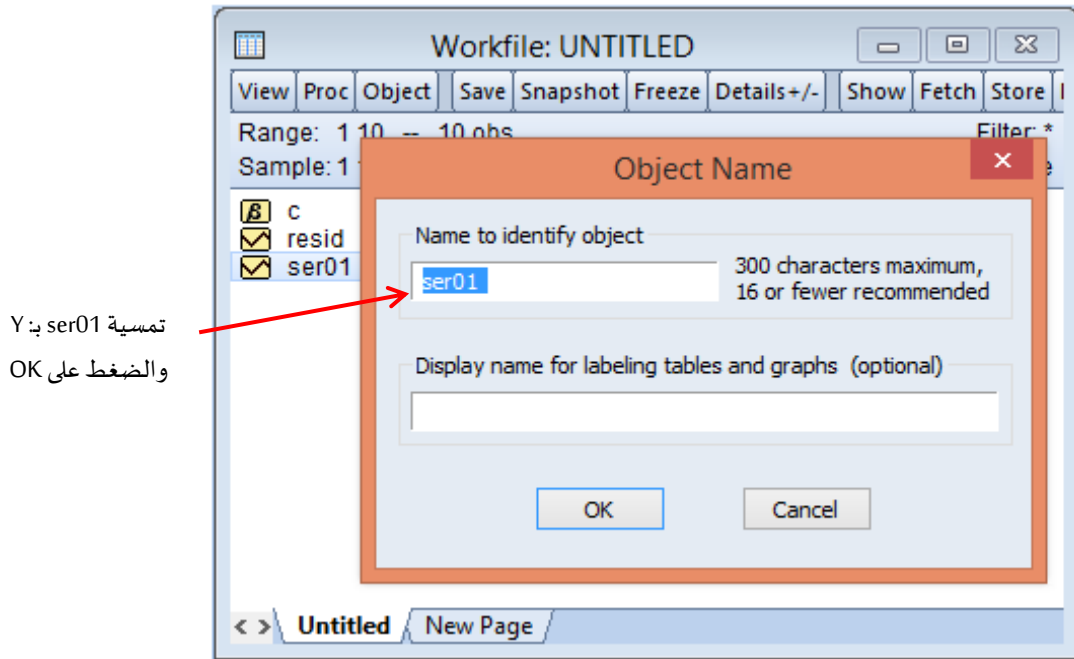 Workfile: UNTITLED
View Proc Object Save Snapshot Freeze Details+/- Show Fetch Store
Range: 1 10 -- 10 obs Filter: *
Sample: 1
Object Name
c
resid
ser01
Name to identify object
ser01
300 characters maximum,
16 or fewer recommended
تمسية ser01 بـ: Y
والضغط على OK
Display name for labeling tables and graphs (optional)
OK Cancel
< > Untitled New Page